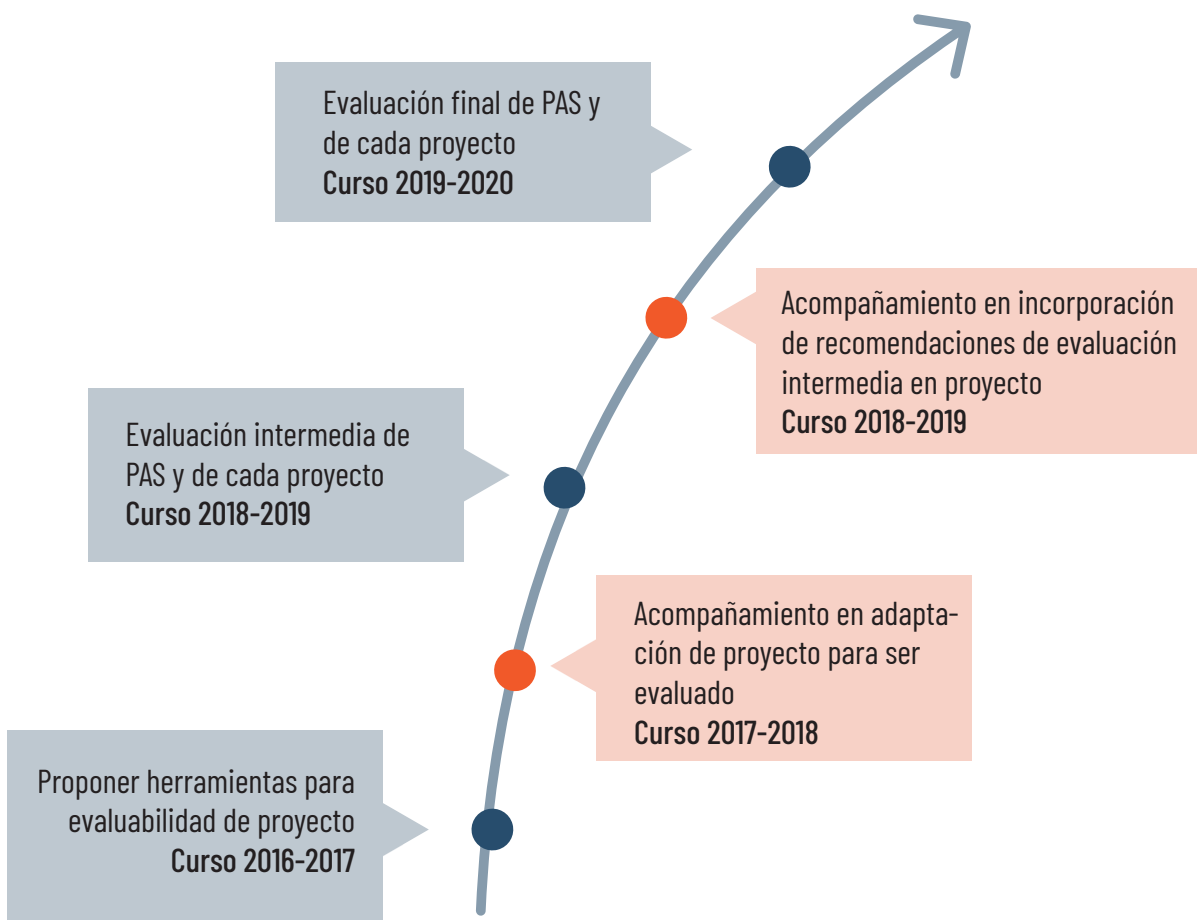 Evaluación final de PAS y
de cada proyecto
Curso 2019-2020
Acompañamiento en incorporación
de recomendaciones de evaluación
intermedia en proyecto
Curso 2018-2019
Evaluación intermedia de
PAS y de cada proyecto
Curso 2018-2019
Acompañamiento en adapta-
ción de proyecto para ser
evaluado
Curso 2017-2018
Proponer herramientas para
evaluabilidad de proyecto
Curso 2016-2017